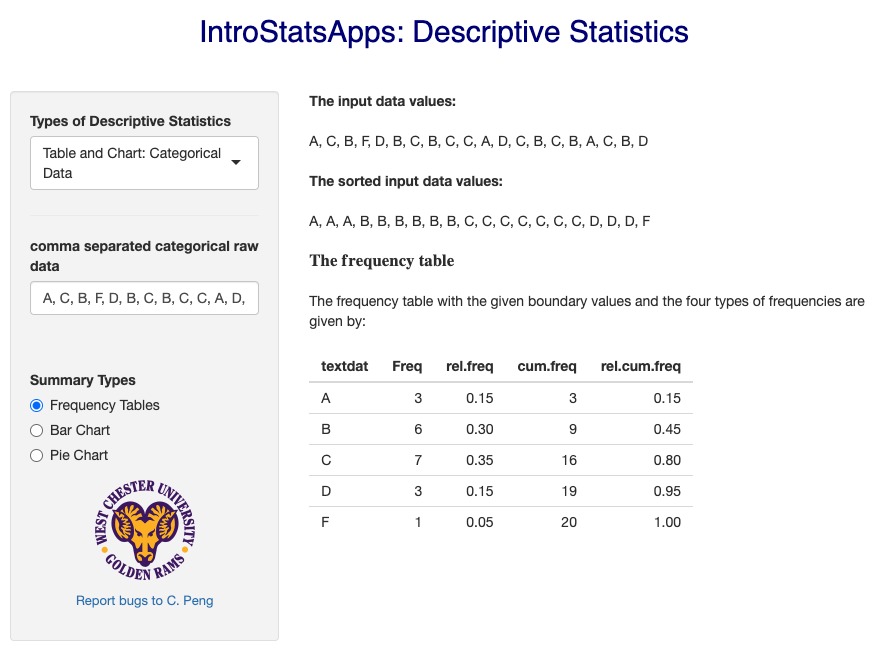 IntroStatsApps: Descriptive Statistics
Types of Descriptive Statistics
Table and Chart: Categorical
Data
comma separated categorical raw
data
A, C, B, F, D, B, C, B, C, C, A, D,
Summary Types
Frequency Tables
Bar Chart
Pie Chart
WEST CHESTER UNIVERSITY
GOLDEN RAMS
Report bugs to C. Peng
The input data values:
A, C, B, F, D, B, C, B, C, C, A, D, C, B, C, B, A, C, B, D
The sorted input data values:
A, A, A, B, B, B, B, B, B, C, C, C, C, C, C, C, D, D, D, F
The frequency table
The frequency table with the given boundary values and the four types of frequencies are
given by:
textdat Freq rel.freq cum.freq rel.cum.freq
A 3 0.15 3 0.15
B 6 0.30 9 0.45
C 7 0.35 16 0.80
D 3 0.15 19 0.95
F 1 0.05 20 1.00